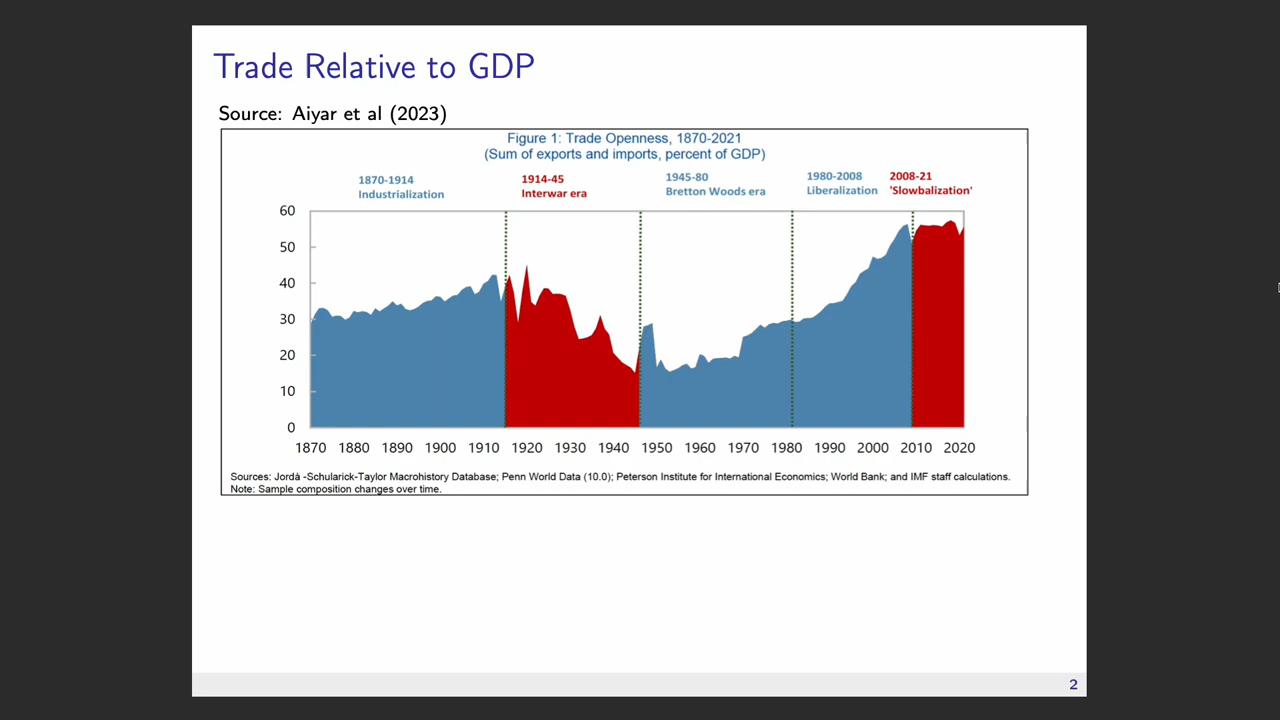 Trade Relative to GDP
Source: Aiyar et al (2023)
Figure 1: Trade Openness, 1870-2021
(Sum of exports and imports, percent of GDP)
1870-1914
Industrialization
1914-45
Interwar era
1945-80
Bretton Woods era
1980-2008
Liberalization
2008-21
'Slowbalization'
60
50
40
30
20
10
0
1870 1880 1890 1900 1910 1920 1930 1940 1950 1960 1970 1980 1990 2000 2010 2020
Sources: Jordà -Schularick-Taylor Macrohistory Database; Penn World Data (10.0); Peterson Institute for International Economics; World Bank; and IMF staff calculations.
Note: Sample composition changes over time.
2